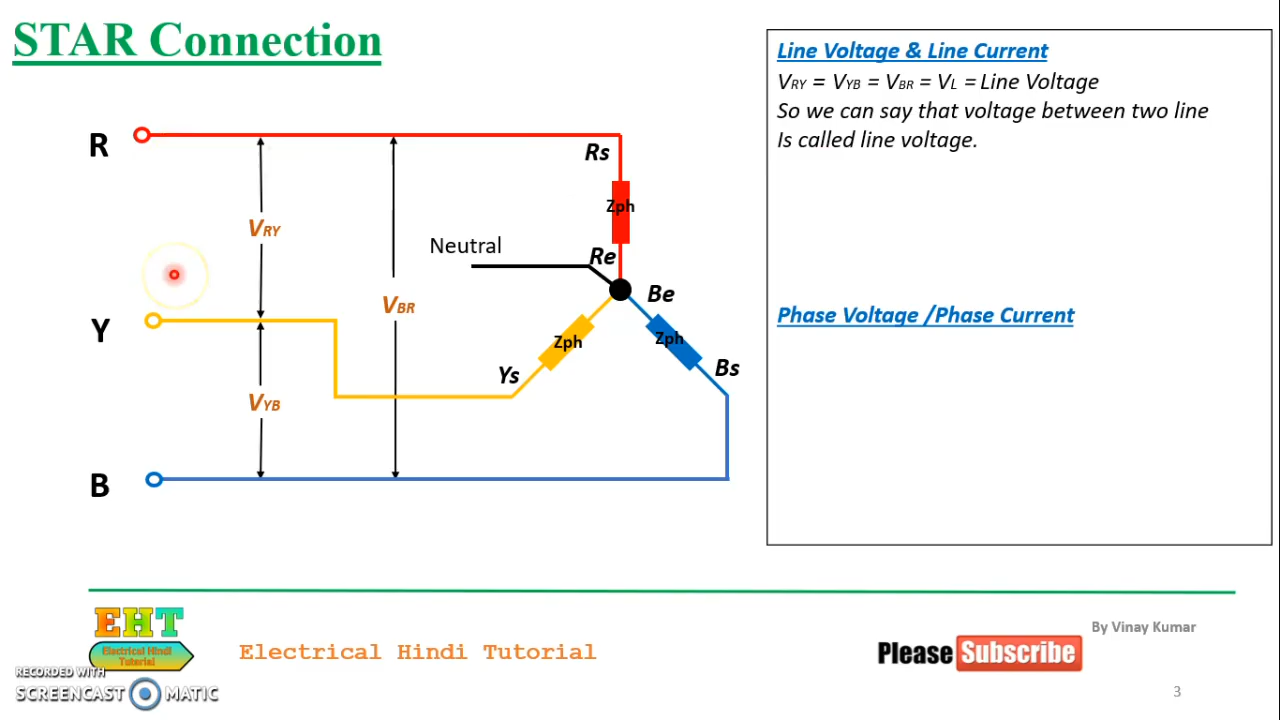 STAR Connection
Line Voltage & Line Current
VRY = VYB = VBR = VL = Line Voltage
So we can say that voltage between two line
Is called line voltage.
R
Rs
Zph
VRY
Neutral
Re
Be
VBR
Phase Voltage /Phase Current
Y
Zph
Zph
Ys
Bs
VYB
B
EHT
Electrical Hindi
Tutorial
Electrical Hindi Tutorial
Please Subscribe
By Vinay Kumar
RECORDED WITH
SCREENCAST MATIC
3